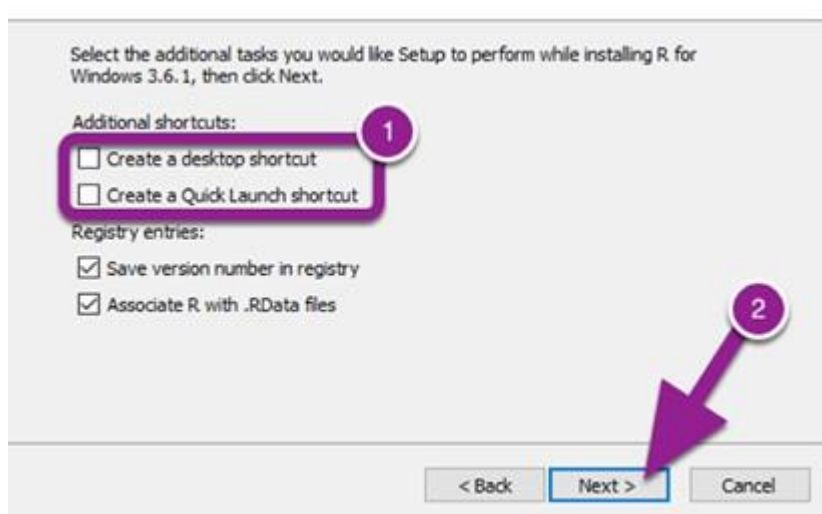 Select the additional tasks you would like Setup to perform while installing R for
Windows 3.6.1, then click Next.
Additional shortcuts:
1
Create a desktop shortcut
Create a Quick Launch shortcut
Registry entries:
Save version number in registry
Associate R with .RData files
2
< Back Next > Cancel